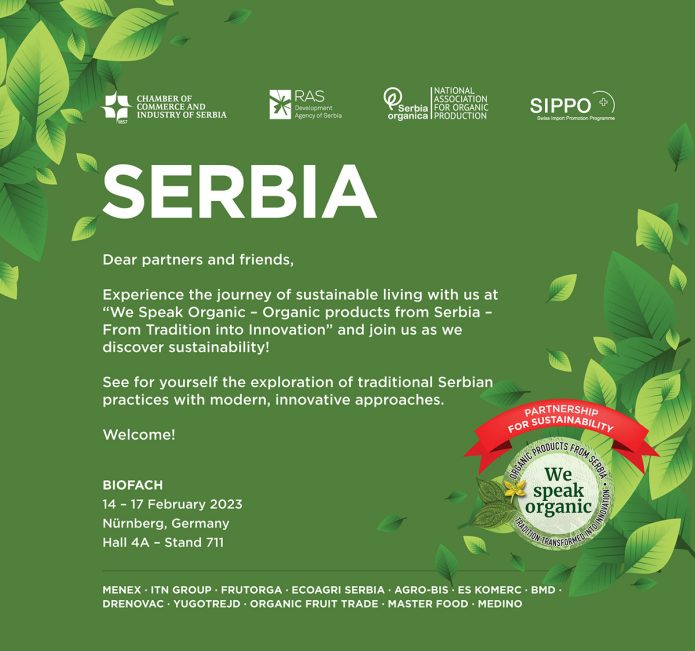 CHAMBER OF
COMMERCE AND
INDUSTRY OF SERBIA
1857
RAS
Development
Agency of Serbia
Serbia
organica
NATIONAL
ASSOCIATION
FOR ORGANIC
PRODUCTION
SIPPO
Swiss Import Promotion Programme
SERBIA
Dear partners and friends,
Experience the journey of sustainable living with us at
“We Speak Organic – Organic products from Serbia –
From Tradition into Innovation” and join us as we
discover sustainability!
See for yourself the exploration of traditional Serbian
practices with modern, innovative approaches.
Welcome!
PARTNERSHIP
FOR SUSTAINABILITY
ORGANIC PRODUCTS FROM SERBIA •
We
speak
organic
TRADITION TRANSFORMED INTO INNOVATION
BIOFACH
14 – 17 February 2023
Nürnberg, Germany
Hall 4A – Stand 711
MENEX · ITN GROUP · FRUTORGA · ECOAGRI SERBIA · AGRO-BIS · ES KOMERC · BMD ·
DRENOVAC · YUGOTREJD · ORGANIC FRUIT TRADE · MASTER FOOD · MEDINO